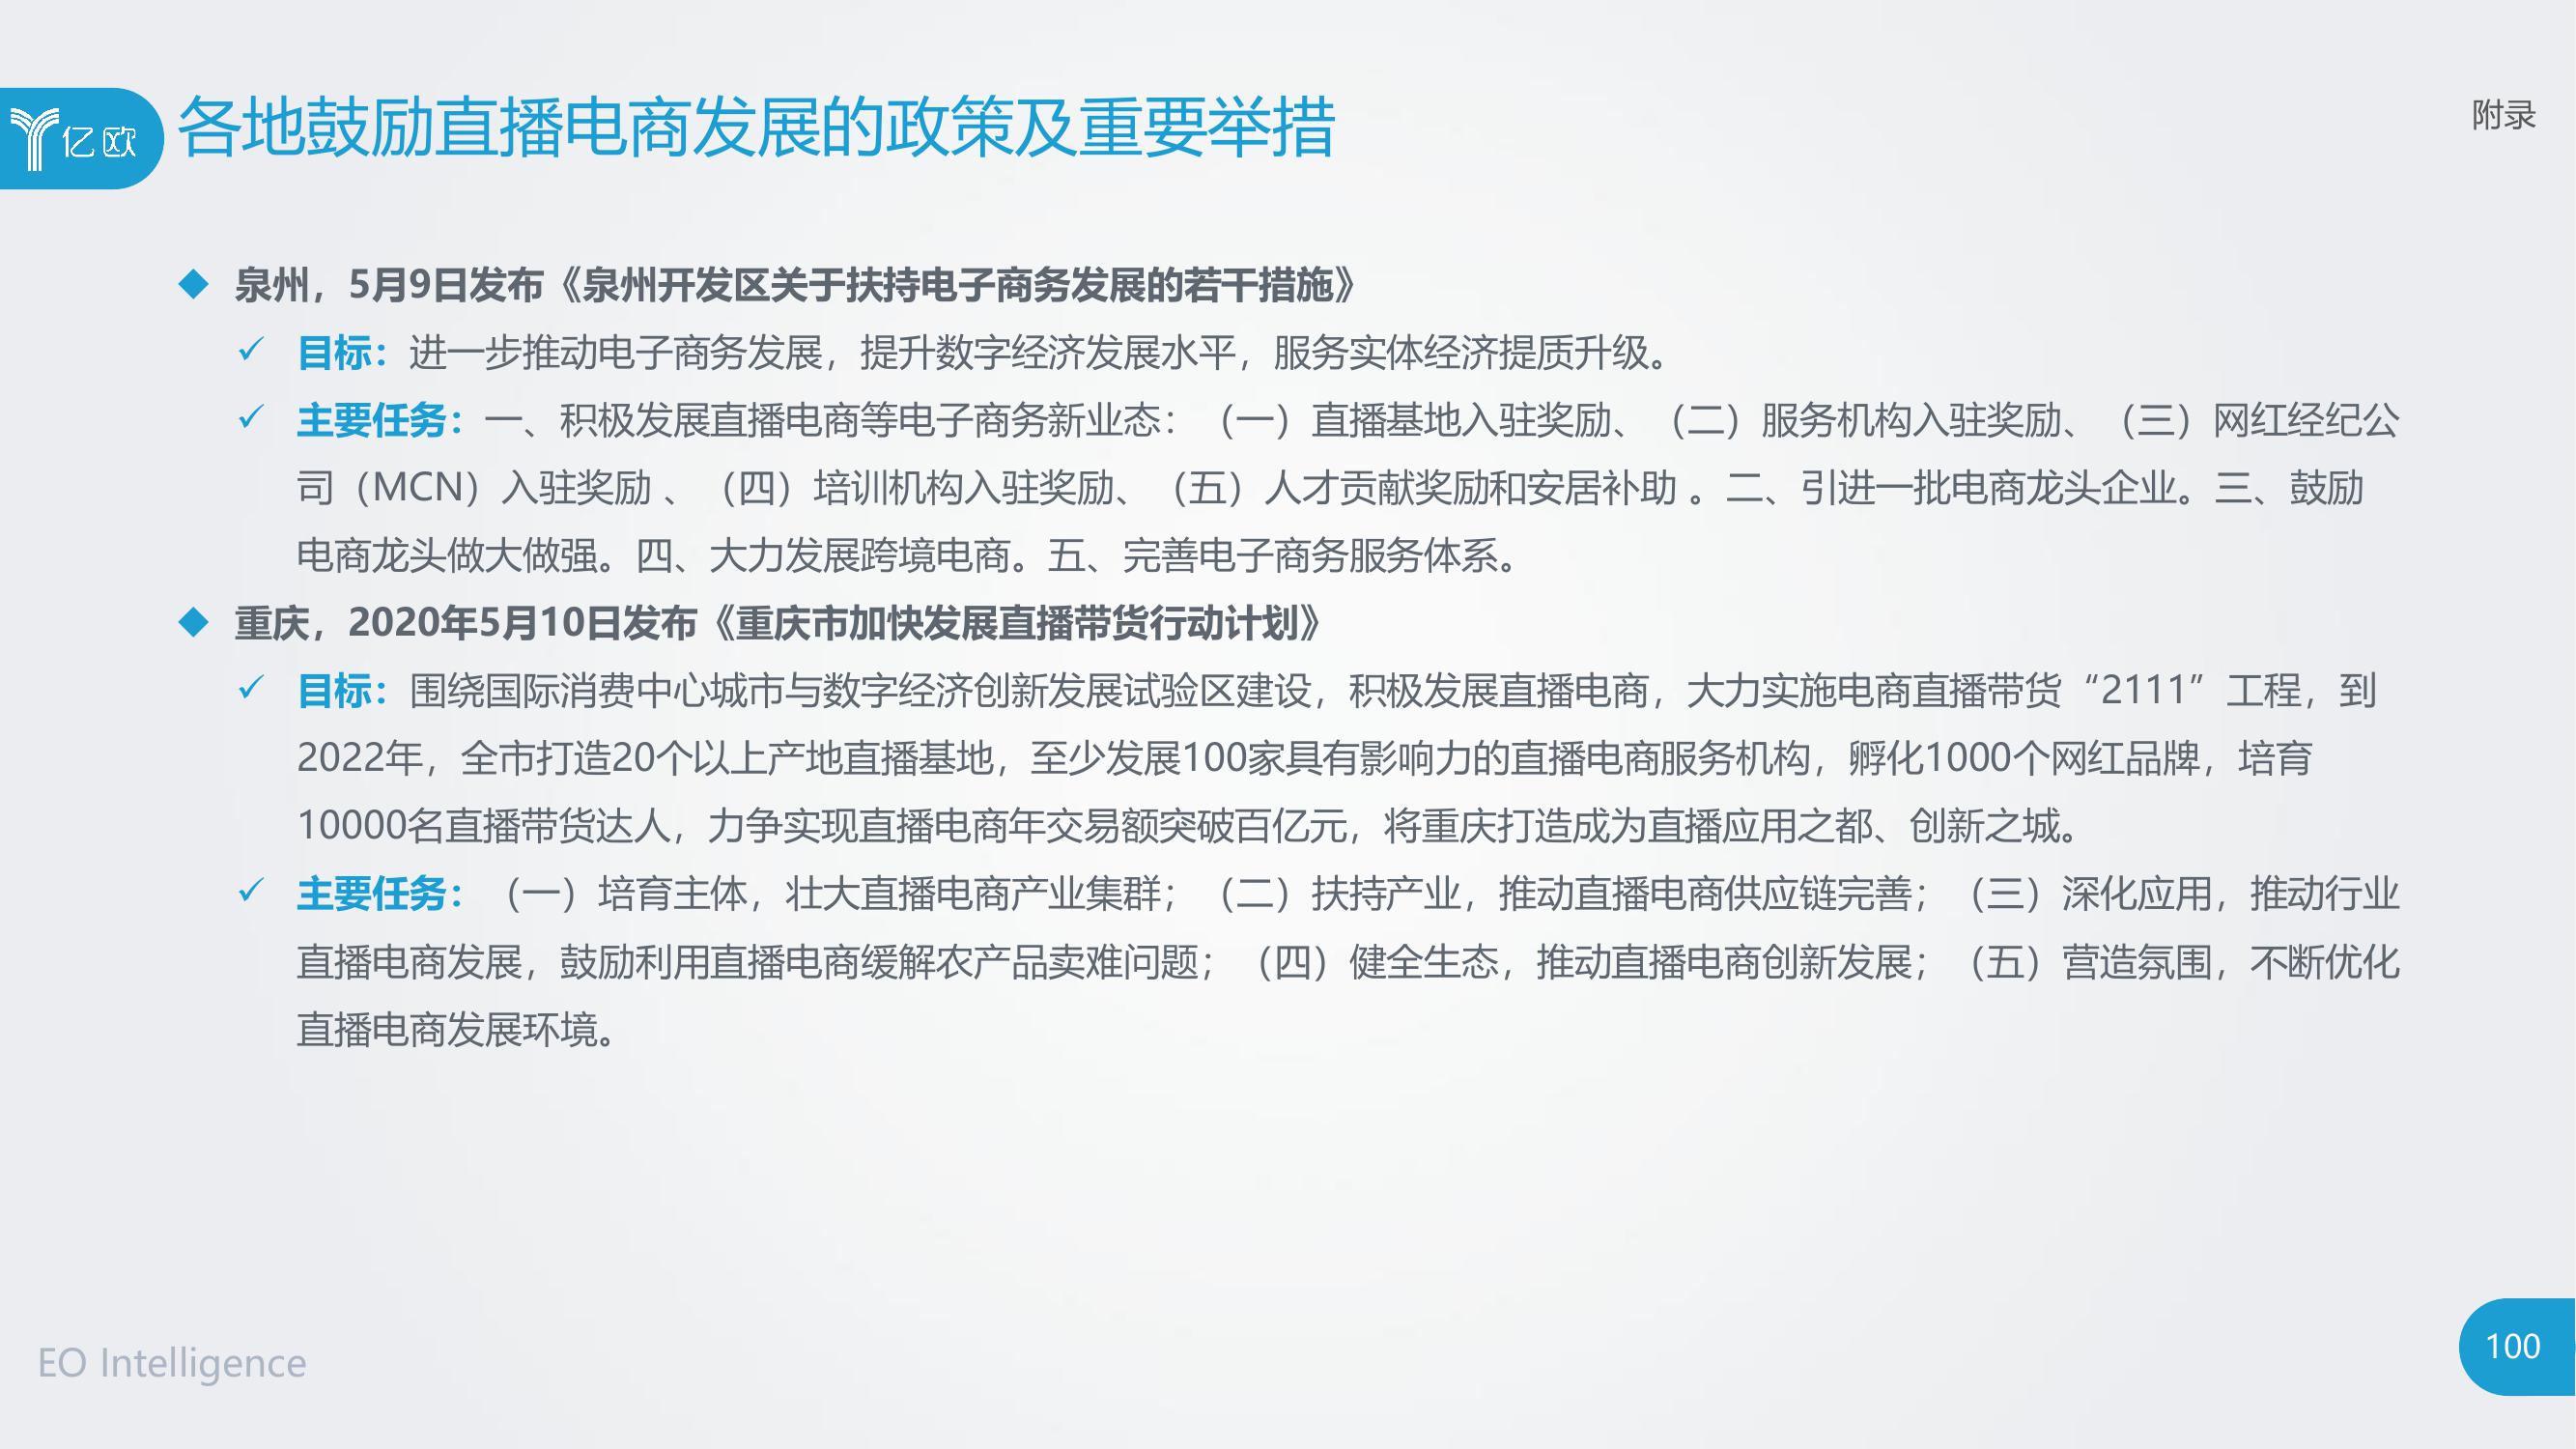 亿欧
各地鼓励直播电商发展的政策及重要举措
附录
泉州，5月9日发布《泉州开发区关于扶持电子商务发展的若干措施》
目标：进一步推动电子商务发展，提升数字经济发展水平，服务实体经济提质升级。
主要任务：一、积极发展直播电商等电子商务新业态：（一）直播基地入驻奖励、（二）服务机构入驻奖励、（三）网红经纪公
司（MCN）入驻奖励 、（四）培训机构入驻奖励、（五）人才贡献奖励和安居补助 。二、引进一批电商龙头企业。三、鼓励
电商龙头做大做强。四、大力发展跨境电商。五、完善电子商务服务体系。
重庆，2020年5月10日发布《重庆市加快发展直播带货行动计划》
目标：围绕国际消费中心城市与数字经济创新发展试验区建设，积极发展直播电商，大力实施电商直播带货“2111”工程，到
2022年，全市打造20个以上产地直播基地，至少发展100家具有影响力的直播电商服务机构，孵化1000个网红品牌，培育
10000名直播带货达人，力争实现直播电商年交易额突破百亿元，将重庆打造成为直播应用之都、创新之城。
主要任务：（一）培育主体，壮大直播电商产业集群；（二）扶持产业，推动直播电商供应链完善；（三）深化应用，推动行业
直播电商发展，鼓励利用直播电商缓解农产品卖难问题；（四）健全生态，推动直播电商创新发展；（五）营造氛围，不断优化
直播电商发展环境。
EO Intelligence
100